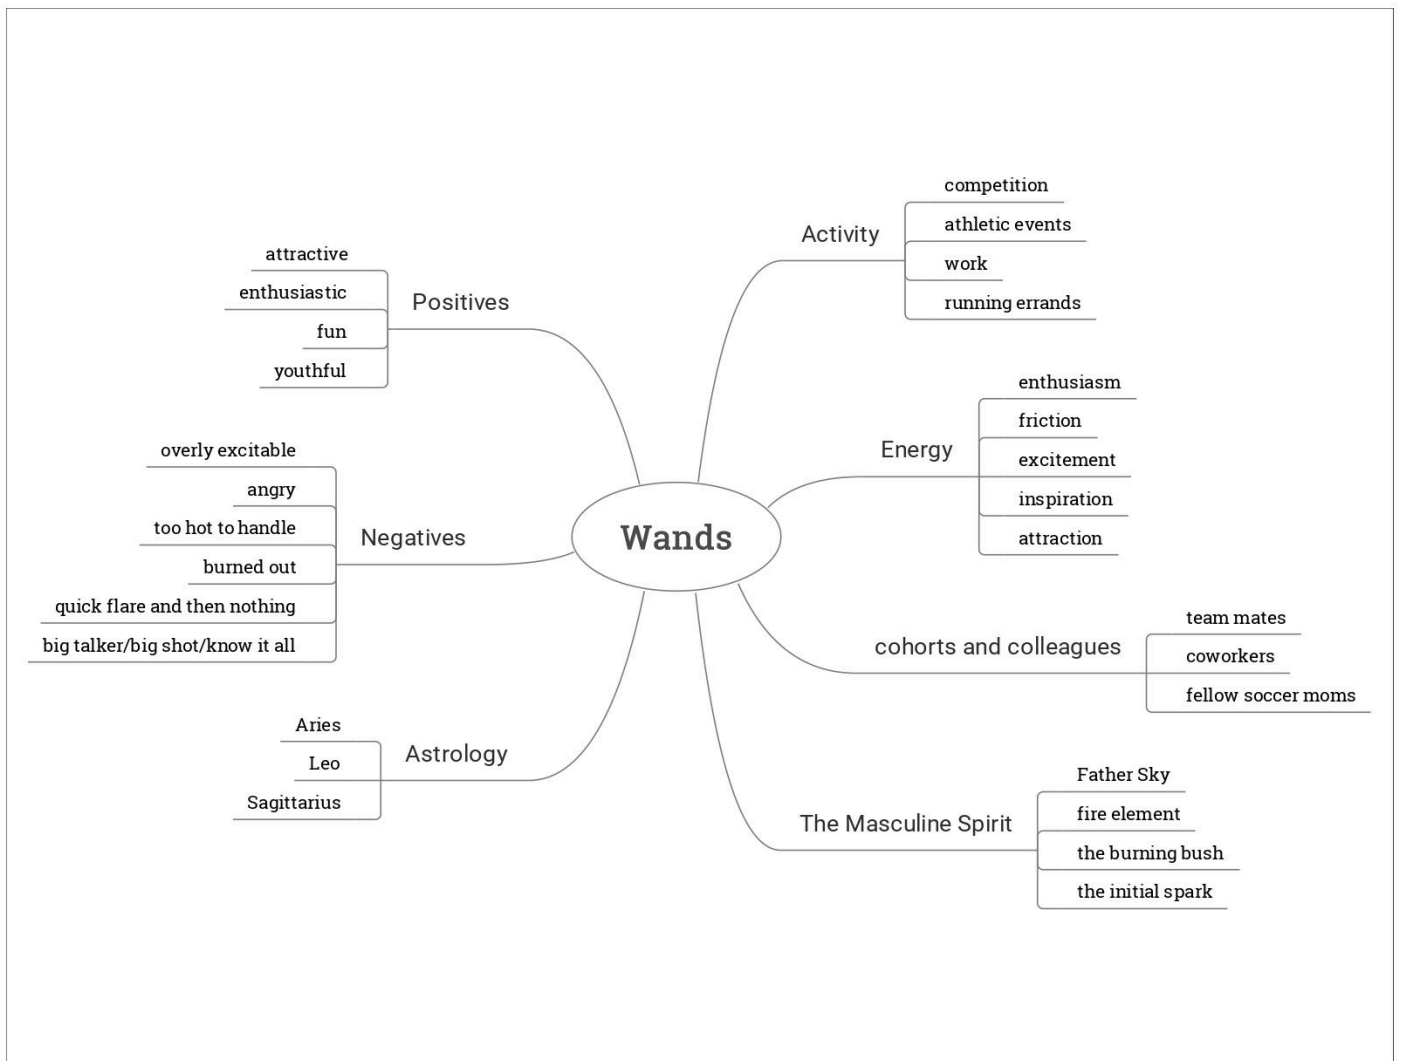 Wands
Activity
competition
athletic events
work
running errands
Energy
enthusiasm
friction
excitement
inspiration
attraction
cohorts and colleagues
team mates
coworkers
fellow soccer moms
The Masculine Spirit
Father Sky
fire element
the burning bush
the initial spark
Positives
attractive
enthusiastic
fun
youthful
Negatives
overly excitable
angry
too hot to handle
burned out
quick flare and then nothing
big talker/big shot/know it all
Astrology
Aries
Leo
Sagittarius